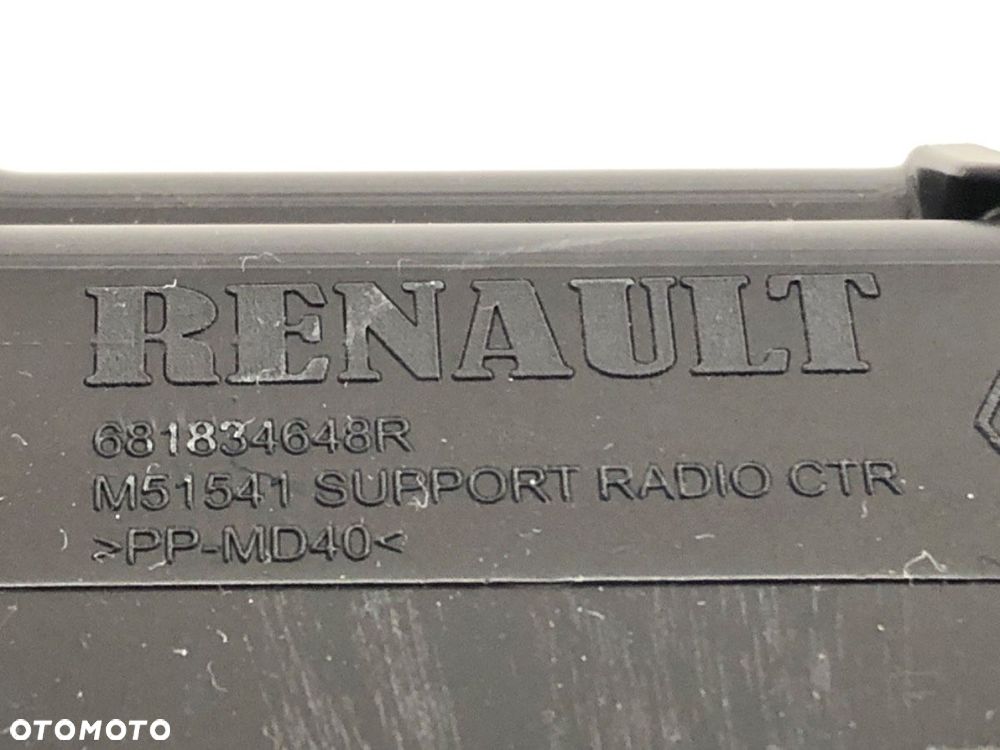 RENAULT
681834648R
M51541 SUPPORT RADIO CTR
>PP-MD40<
OTOMOTO